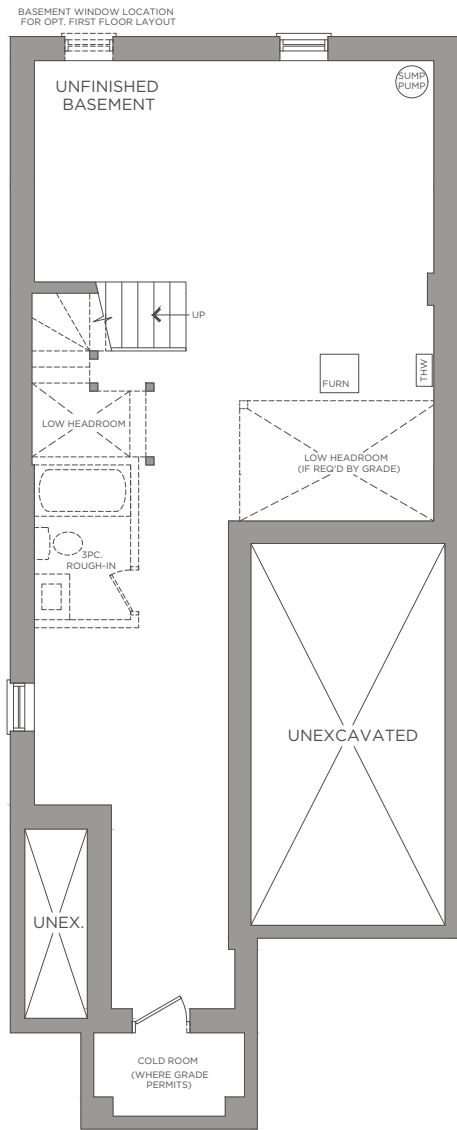 BASEMENT WINDOW LOCATION
FOR OPT. FIRST FLOOR LAYOUT
UNFINISHED
BASEMENT
SUMP
PUMP
UP
FURN
THW
LOW HEADROOM
LOW HEADROOM
(IF REQ'D BY GRADE)
3PC.
ROUGH-IN
UNEXCAVATED
UNEX.
COLD ROOM
(WHERE GRADE
PERMITS)